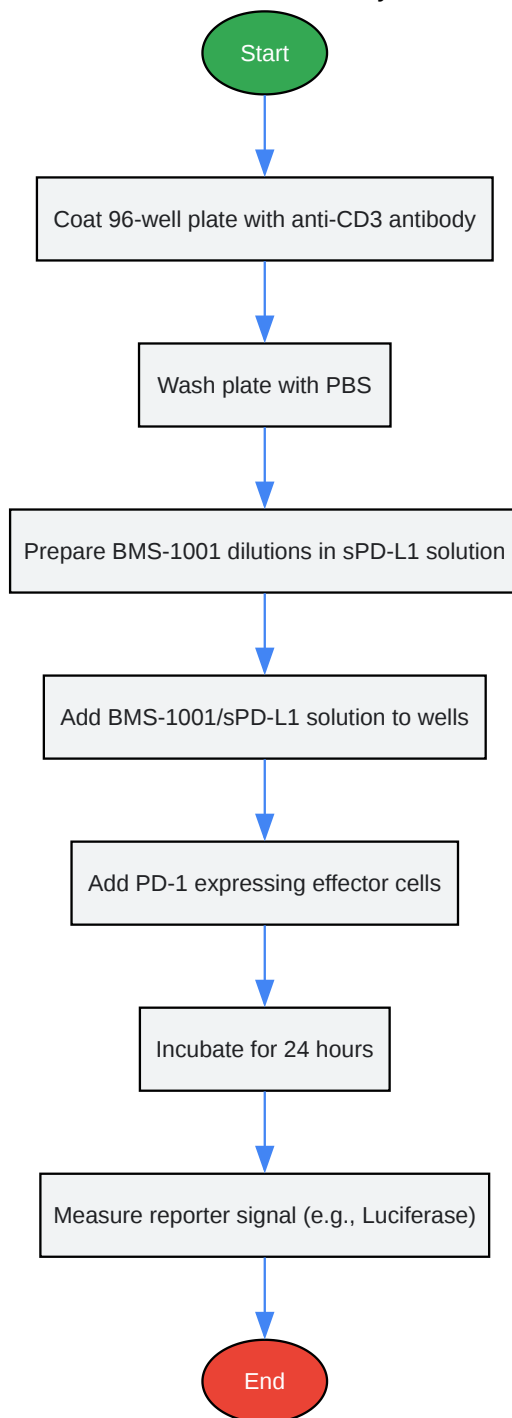 Start
Coat 96-well plate with anti-CD3 antibody
Wash plate with PBS
Prepare BMS-1001 dilutions in sPD-L1 solution
Add BMS-1001/sPD-L1 solution to wells
Add PD-1 expressing effector cells
Incubate for 24 hours
Measure reporter signal (e.g., Luciferase)
End